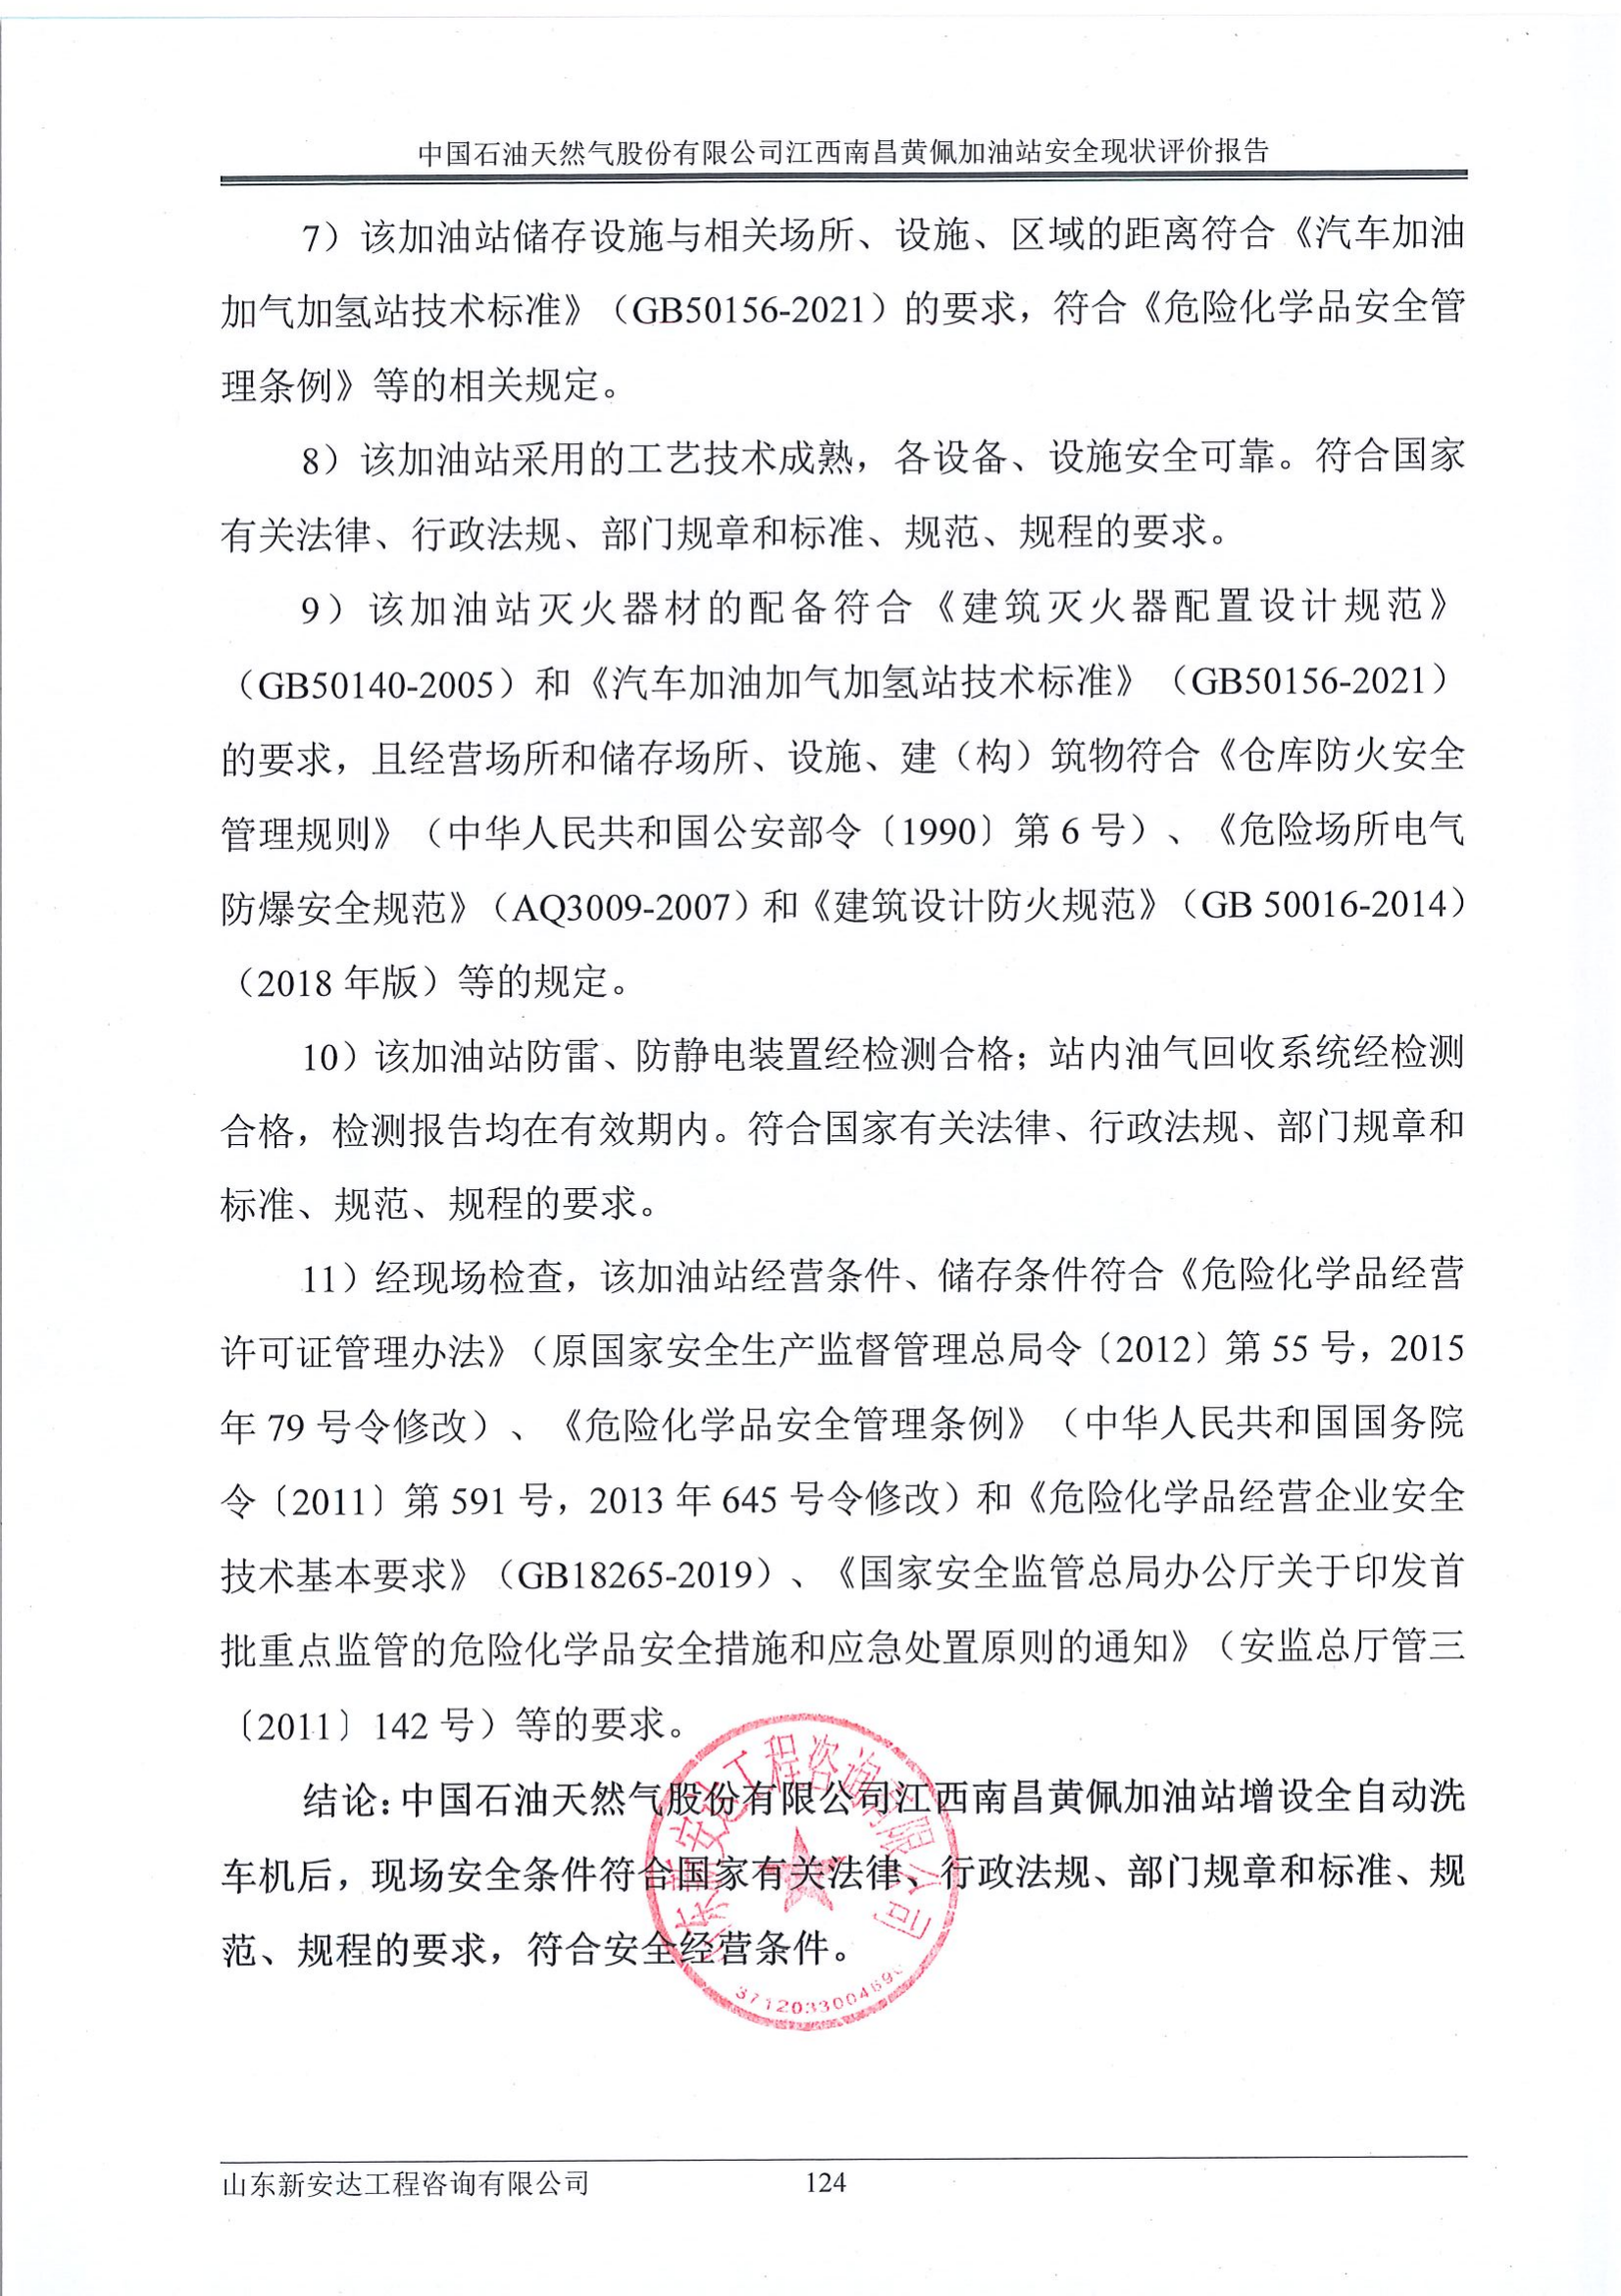 中国石油天然气股份有限公司江西南昌黄佩加油站安全现状评价报告
7）该加油站储存设施与相关场所、设施、区域的距离符合《汽车加油
加气加氢站技术标准》（GB50156-2021）的要求，符合《危险化学品安全管
理条例》等的相关规定。
8）该加油站采用的工艺技术成熟，各设备、设施安全可靠。符合国家
有关法律、行政法规、部门规章和标准、规范、规程的要求。
9）该加油站灭火器材的配备符合《建筑灭火器配置设计规范》
（GB50140-2005）和《汽车加油加气加氢站技术标准》（GB50156-2021）
的要求，且经营场所和储存场所、设施、建（构）筑物符合《仓库防火安全
管理规则》（中华人民共和国公安部令〔1990〕第 6 号）、《危险场所电气
防爆安全规范》（AQ3009-2007）和《建筑设计防火规范》（GB 50016-2014）
（2018 年版）等的规定。
10）该加油站防雷、防静电装置经检测合格；站内油气回收系统经检测
合格，检测报告均在有效期内。符合国家有关法律、行政法规、部门规章和
标准、规范、规程的要求。
11）经现场检查，该加油站经营条件、储存条件符合《危险化学品经营
许可证管理办法》（原国家安全生产监督管理总局令〔2012〕第 55 号，2015
年 79 号令修改）、《危险化学品安全管理条例》（中华人民共和国国务院
令〔2011〕第 591 号，2013 年 645 号令修改）和《危险化学品经营企业安全
技术基本要求》（GB18265-2019）、《国家安全监管总局办公厅关于印发首
批重点监管的危险化学品安全措施和应急处置原则的通知》（安监总厅管三
〔2011〕142 号）等的要求。
结论：中国石油天然气股份有限公司江西南昌黄佩加油站增设全自动洗
车机后，现场安全条件符合国家有关法律、行政法规、部门规章和标准、规
范、规程的要求，符合安全经营条件。
山东新安达工程咨询有限公司
山东新安达工程咨询有限公司 124